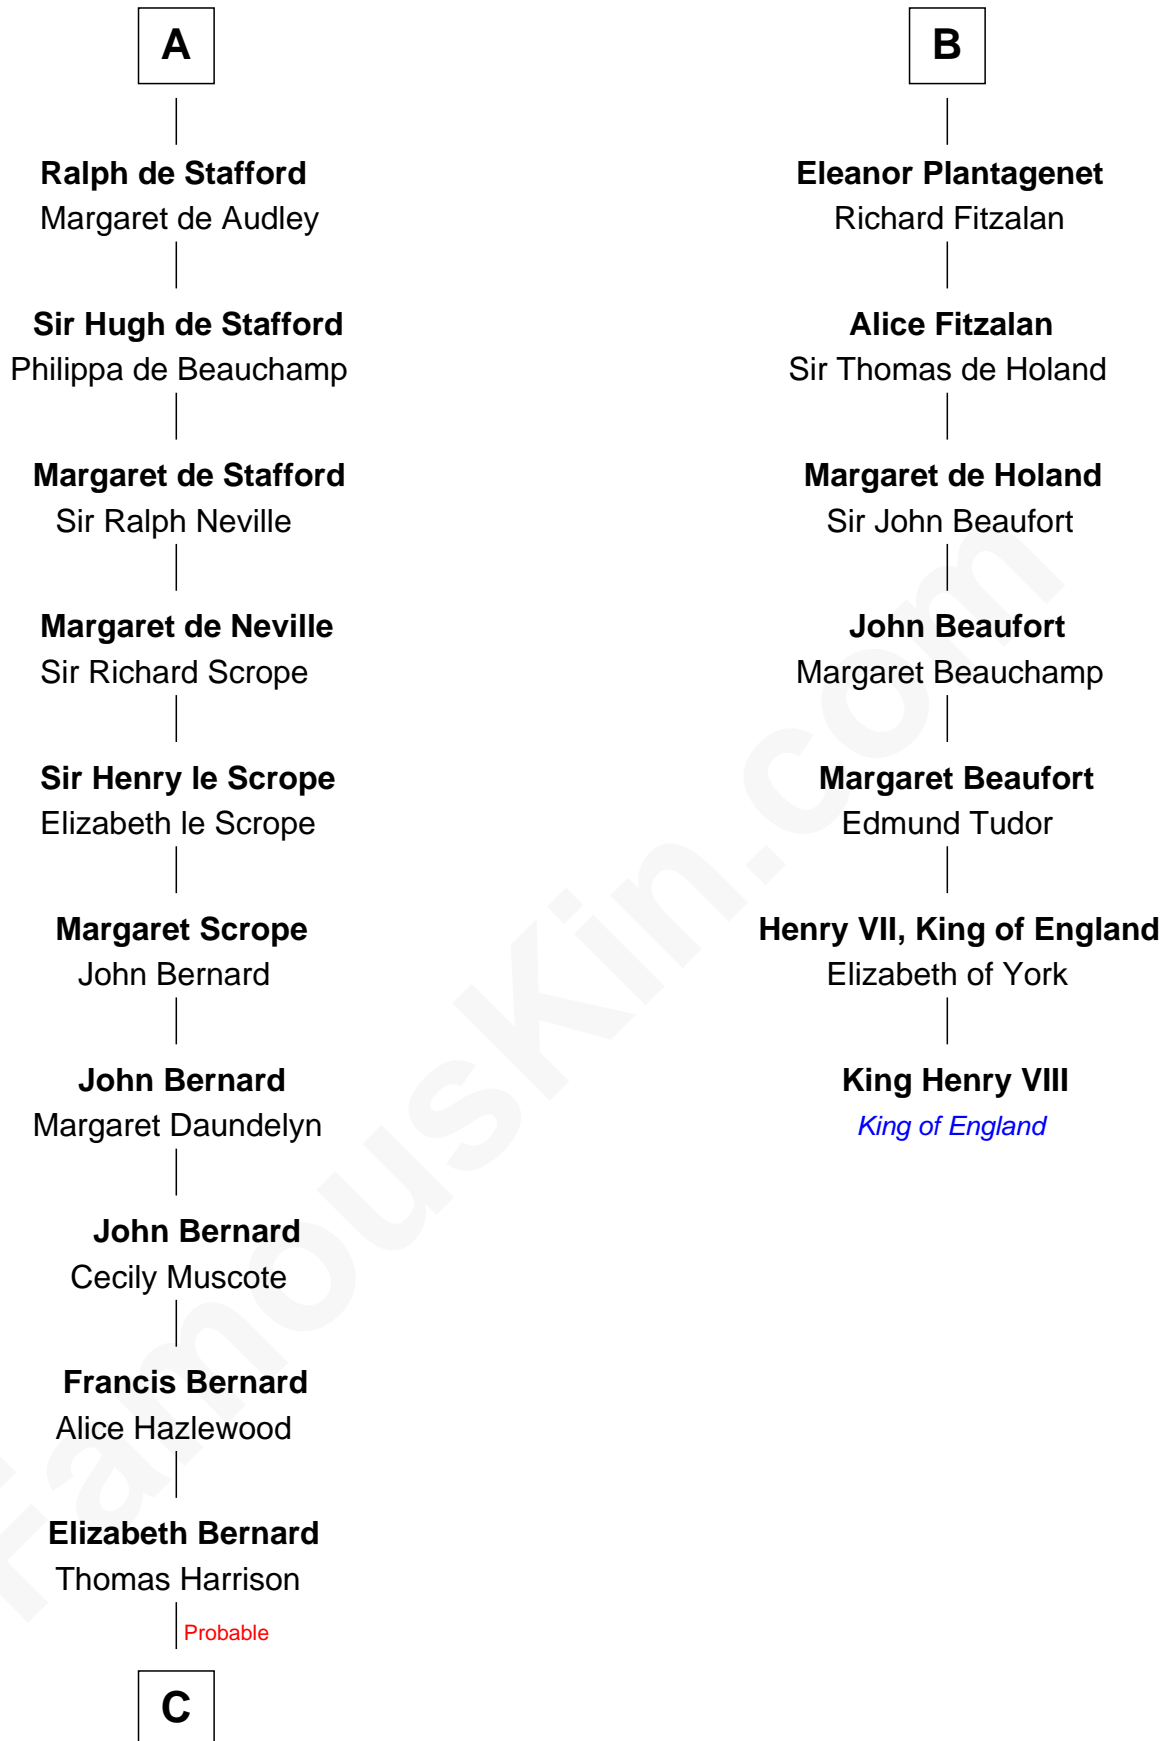 A
Ralph de Stafford
Margaret de Audley
Sir Hugh de Stafford
Philippa de Beauchamp
Margaret de Stafford
Sir Ralph Neville
Margaret de Neville
Sir Richard Scrope
Sir Henry le Scrope
Elizabeth le Scrope
Margaret Scrope
John Bernard
John Bernard
Margaret Daundelyn
John Bernard
Cecily Muscote
Francis Bernard
Alice Hazlewood
Elizabeth Bernard
Thomas Harrison
Probable
C
B
Eleanor Plantagenet
Richard Fitzalan
Alice Fitzalan
Sir Thomas de Holand
Margaret de Holand
Sir John Beaufort
John Beaufort
Margaret Beauchamp
Margaret Beaufort
Edmund Tudor
Henry VII, King of England
Elizabeth of York
King Henry VIII
King of England
FamousKin.com